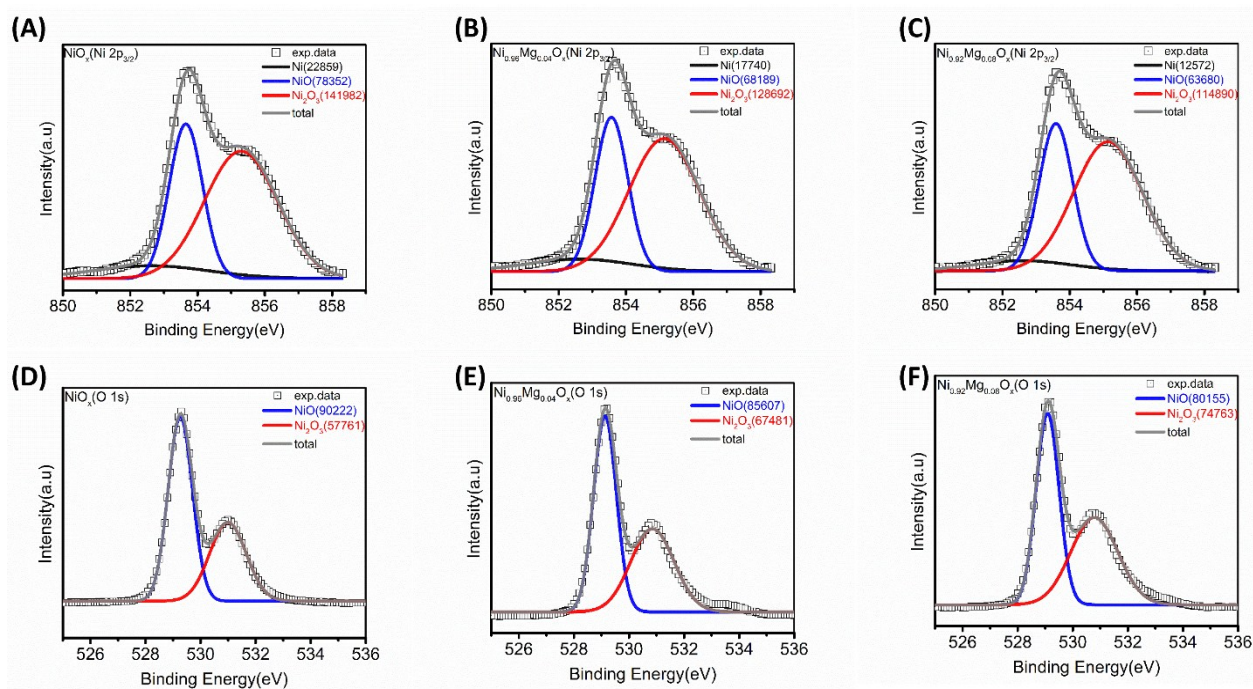 (A)
NiOₓ(Ni 2p₃/₂)
exp.data
Ni(22859)
NiO(78352)
Ni₂O₃(141982)
total
Intensity(a.u)
850 852 854 856 858
Binding Energy(eV)
(B)
Ni₀.₉₆Mg₀.₀₄Oₓ(Ni 2p₃/₂)
exp.data
Ni(17740)
NiO(68189)
Ni₂O₃(128692)
total
Intensity(a.u)
850 852 854 856 858
Binding Energy(eV)
(C)
Ni₀.₉₂Mg₀.₀₈Oₓ(Ni 2p₃/₂)
exp.data
Ni(12572)
NiO(63680)
Ni₂O₃(114890)
total
Intensity(a.u)
850 852 854 856 858
Binding Energy(eV)
(D)
NiOₓ(O 1s)
exp.data
NiO(90222)
Ni₂O₃(57761)
total
Intensity(a.u)
526 528 530 532 534 536
Binding Energy(eV)
(E)
Ni₀.₉₆Mg₀.₀₄Oₓ(O 1s)
exp.data
NiO(85607)
Ni₂O₃(67481)
total
Intensity(a.u)
526 528 530 532 534 536
Binding Energy(eV)
(F)
Ni₀.₉₂Mg₀.₀₈Oₓ(O 1s)
exp.data
NiO(80155)
Ni₂O₃(74763)
total
Intensity(a.u)
526 528 530 532 534 536
Binding Energy(eV)